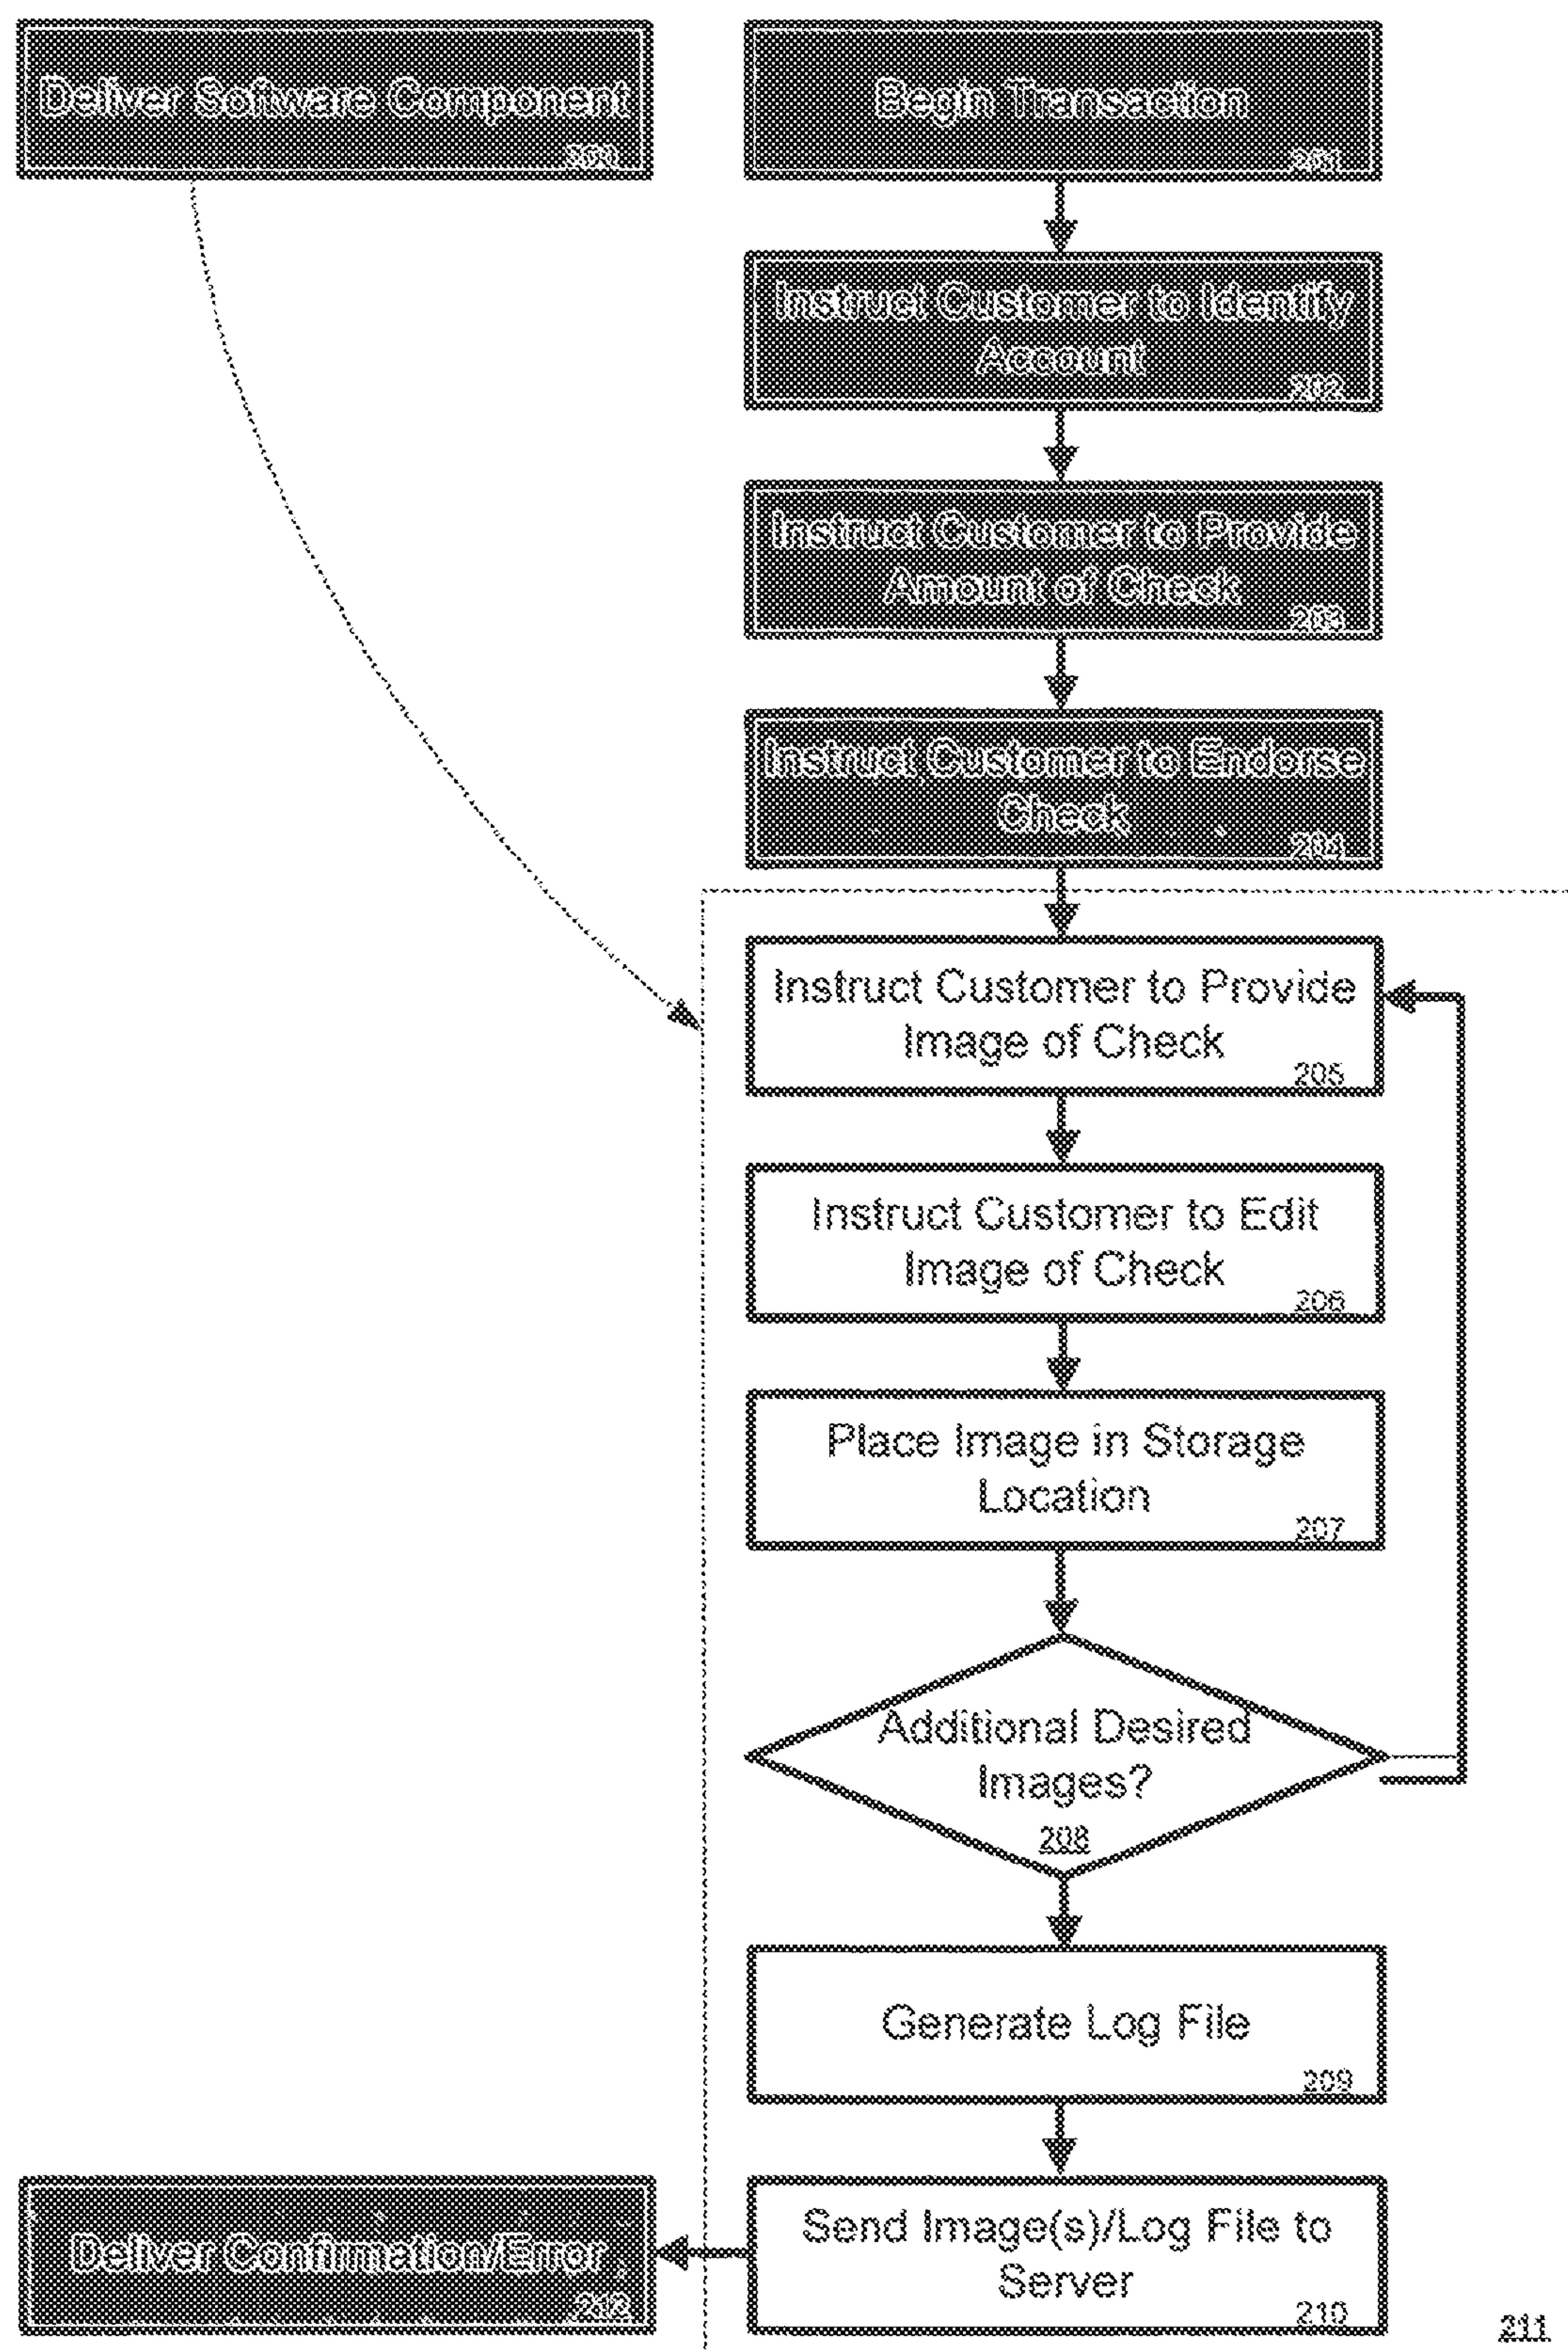 Deliver Software Component
200
Begin Transaction
201
Instruct Customer to Identify
Account
202
Instruct Customer to Provide
Amount of Check
203
Instruct Customer to Endorse
Check
204
Instruct Customer to Provide
Image of Check
205
Instruct Customer to Edit
Image of Check
206
Place Image in Storage
Location
207
Additional Desired
Images?
208
Generate Log File
209
Send Image(s)/Log File to
Server
210
Deliver Confirmation/Error
212
211